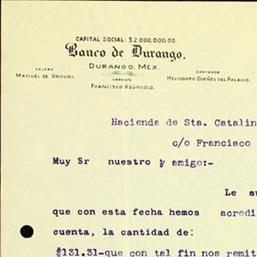 CAPITAL SOCIAL: $2.000,000.00.
Banco de Durango,
DURANGO, MEX.
CAJERO
MANUEL DE URQUIDI.
CONTADOR
HELIODORO DUEÑES DEL PALACIO.
GERENTE
FRANCISCO ASÚNSOLO.
Hacienda de Sta. Catalin
c/o Francisco
Muy Sr nuestro y amigo:-
Le
que con esta fecha hemos acredi
cuenta, la cantidad de:
$131.31-que con tal fin nos remit